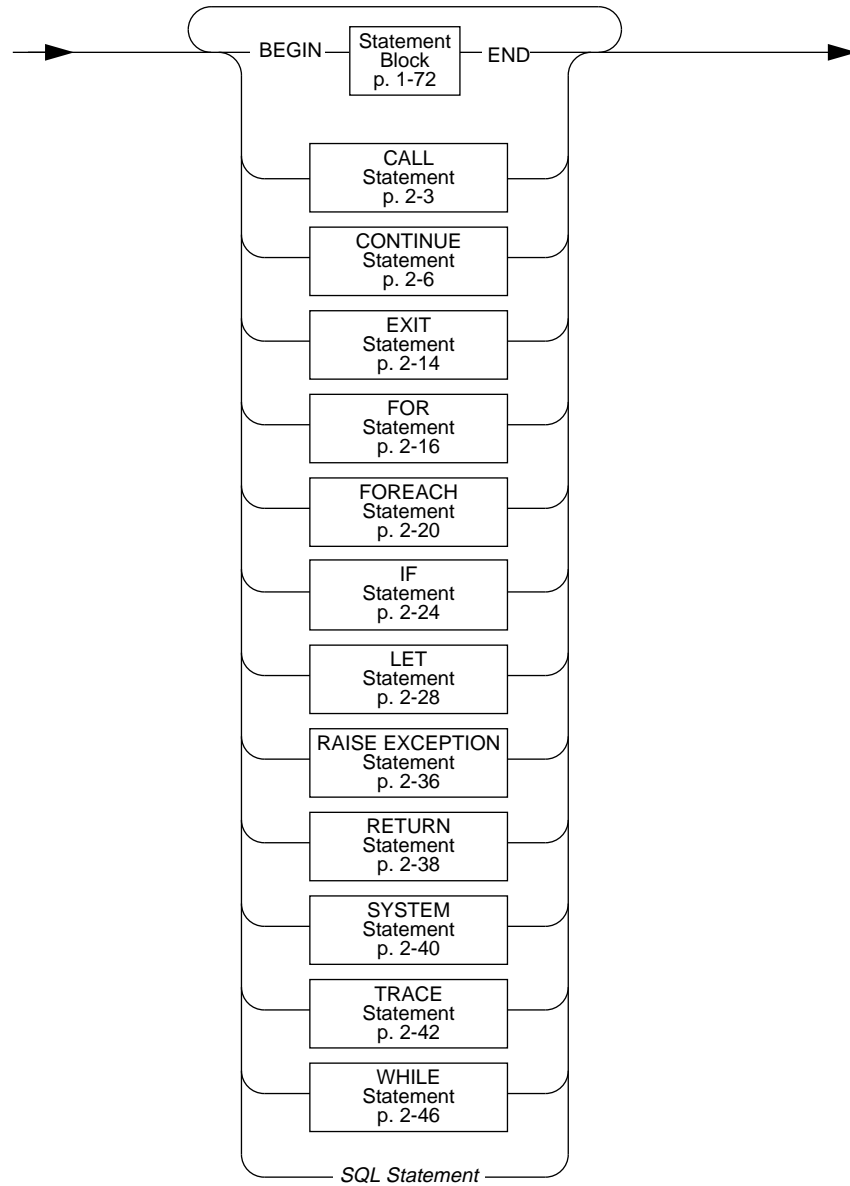 BEGIN
Statement
Block
p. 1-72
END
CALL
Statement
p. 2-3
CONTINUE
Statement
p. 2-6
EXIT
Statement
p. 2-14
FOR
Statement
p. 2-16
FOREACH
Statement
p. 2-20
IF
Statement
p. 2-24
LET
Statement
p. 2-28
RAISE EXCEPTION
Statement
p. 2-36
RETURN
Statement
p. 2-38
SYSTEM
Statement
p. 2-40
TRACE
Statement
p. 2-42
WHILE
Statement
p. 2-46
SQL Statement